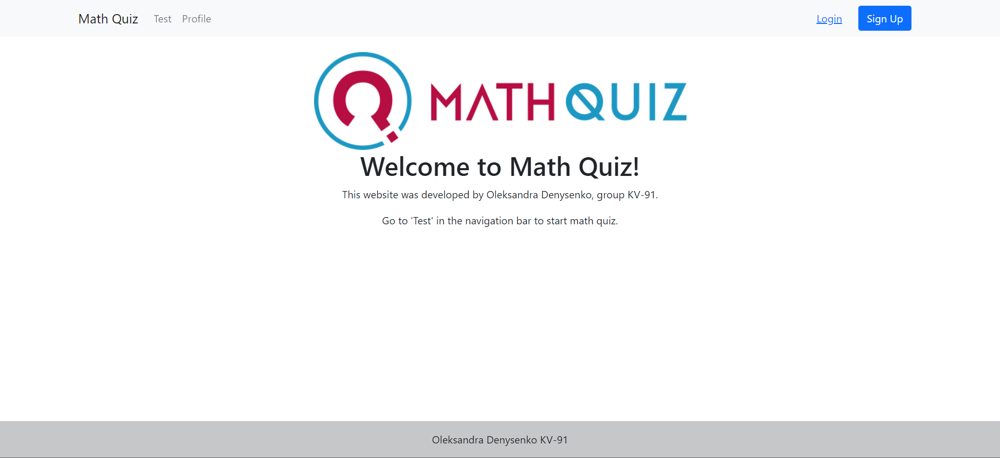 Math Quiz Test Profile Login Sign Up
MATH QUIZ
Welcome to Math Quiz!
This website was developed by Oleksandra Denysenko, group KV-91.
Go to 'Test' in the navigation bar to start math quiz.
Oleksandra Denysenko KV-91